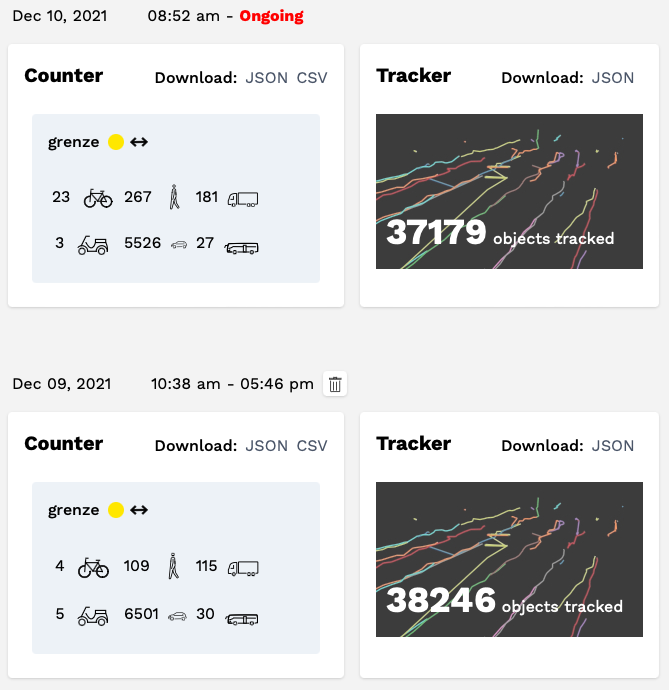 Dec 10, 2021 08:52 am - Ongoing
Counter Download: JSON CSV
Tracker Download: JSON
grenze
23 267 181
3 5526 27
37179 objects tracked
Dec 09, 2021 10:38 am - 05:46 pm
Counter Download: JSON CSV
Tracker Download: JSON
grenze
4 109 115
5 6501 30
38246 objects tracked